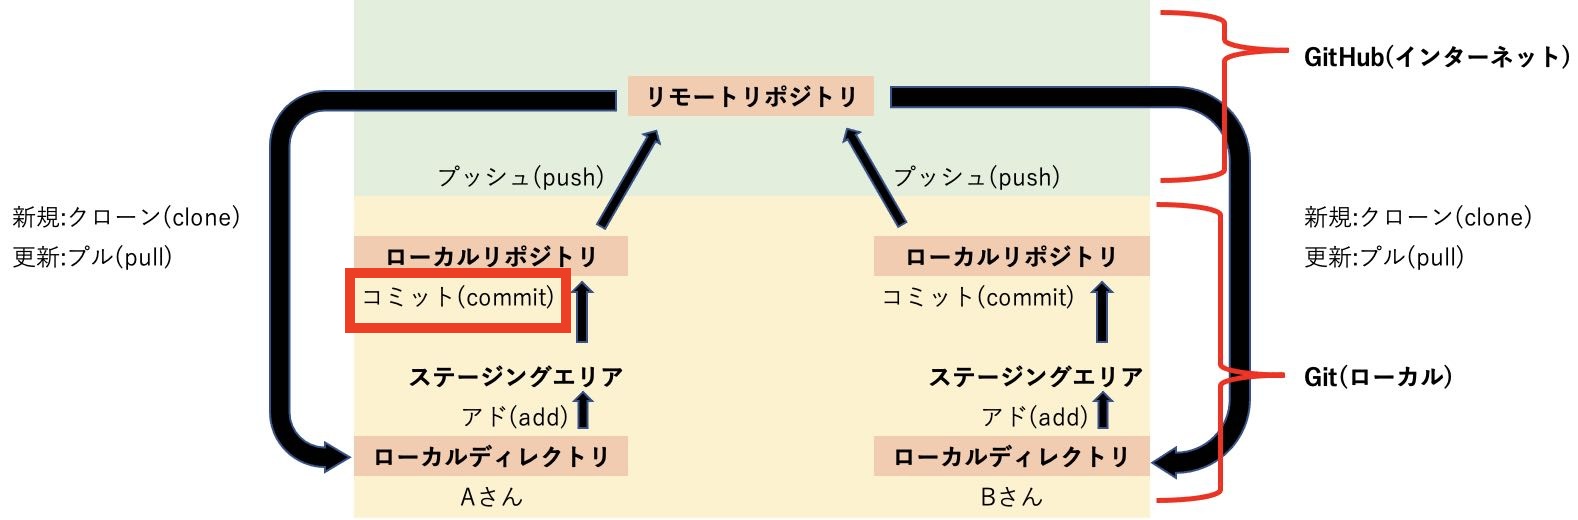 GitHub(インターネット)
リモートリポジトリ
プッシュ(push)
プッシュ(push)
新規:クローン(clone)
更新:プル(pull)
新規:クローン(clone)
更新:プル(pull)
ローカルリポジトリ
ローカルリポジトリ
コミット(commit)
コミット(commit)
ステージングエリア
ステージングエリア
Git(ローカル)
アド(add)
アド(add)
ローカルディレクトリ
ローカルディレクトリ
Aさん
Bさん